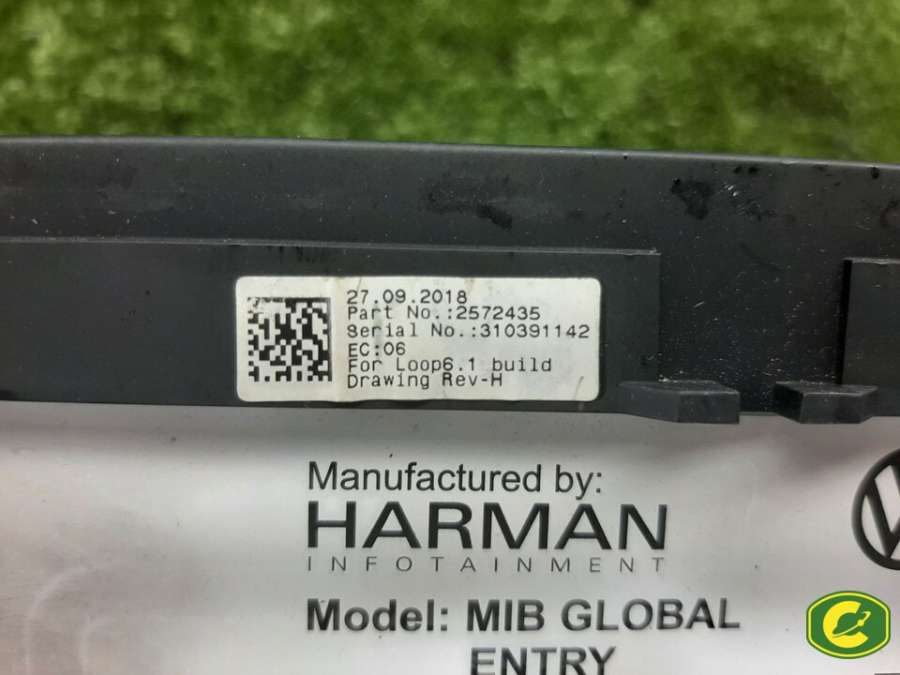 27.09.2018
Part No.:2572435
Serial No.:310391142
EC:06
For Loop6.1 build
Drawing Rev-H
Manufactured by:
HARMAN
INFOTAINMENT
Model: MIB GLOBAL
ENTRY